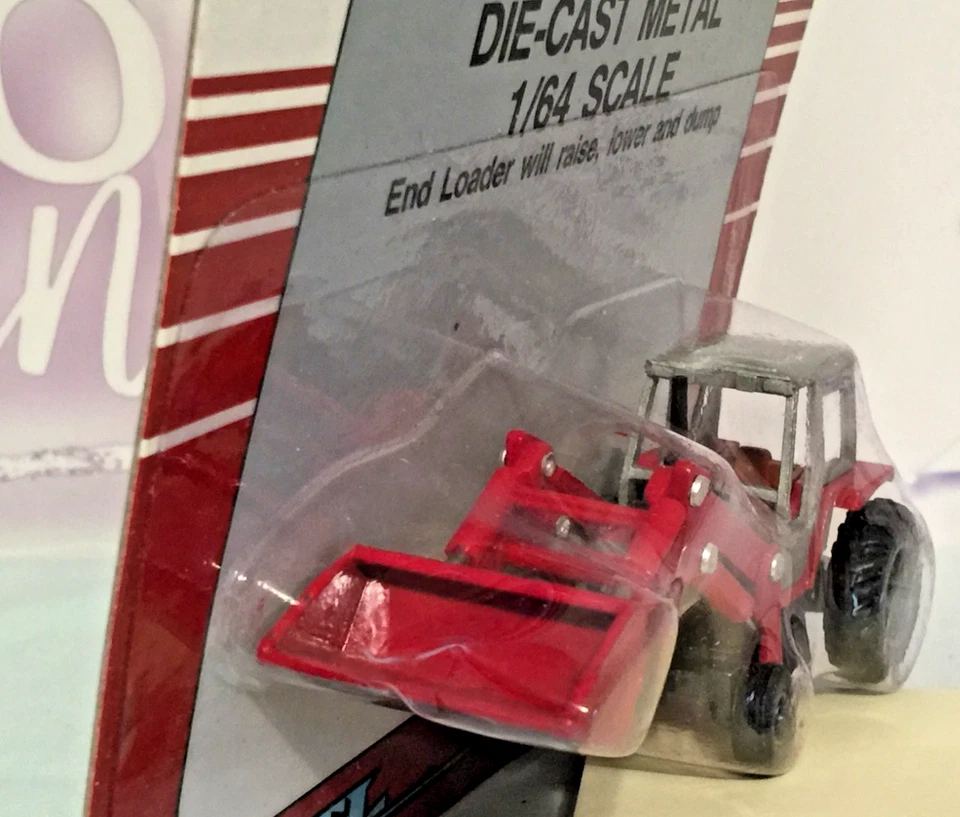 DIE-CAST METAL
1/64 SCALE
End Loader will raise, lower and dump